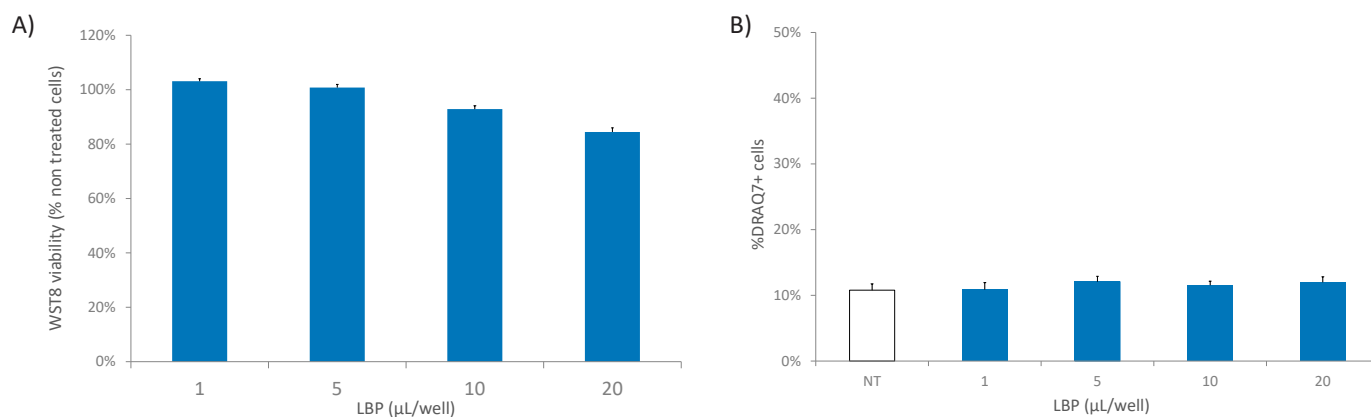 A)
WST8 viability (% non treated cells)
120%
100%
80%
60%
40%
20%
0%
1 5 10 20
LBP (µL/well)
B)
%DRAQ7+ cells
50%
40%
30%
20%
10%
0%
NT 1 5 10 20
LBP (µL/well)